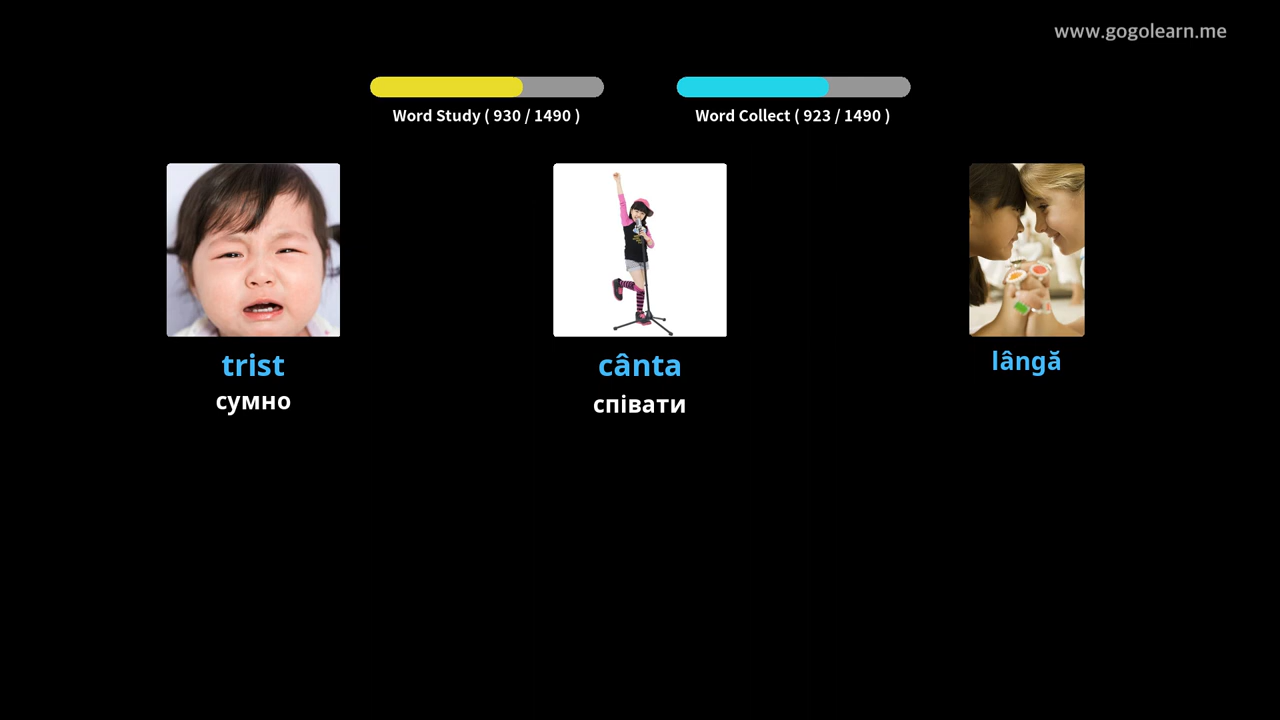 www.gogolearn.me
Word Study ( 930 / 1490 )
Word Collect ( 923 / 1490 )
trist
сумно
cânta
співати
lângă